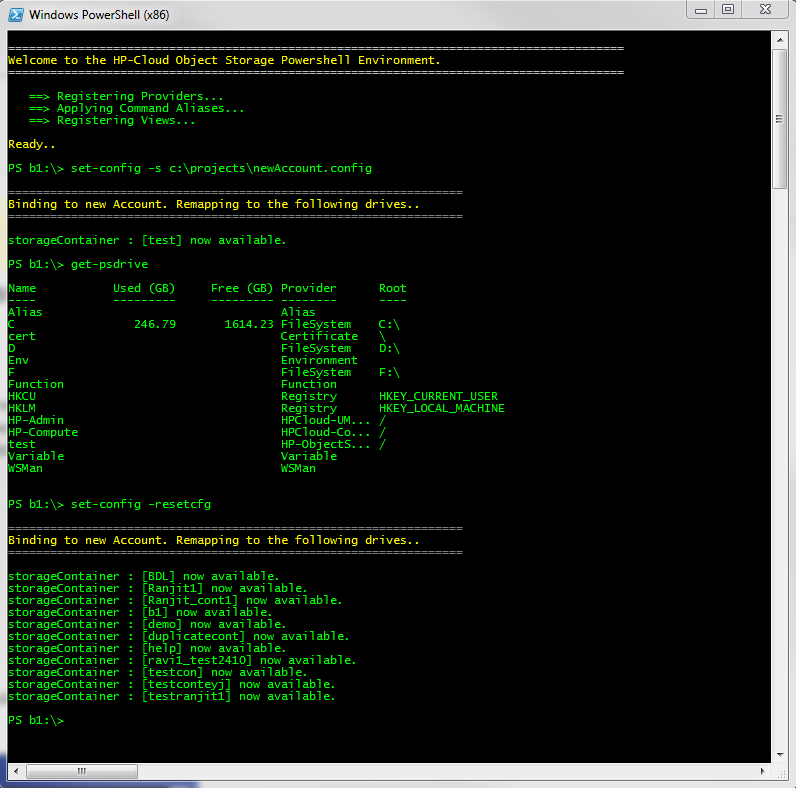 Windows PowerShell (x86)
========================================================================================
Welcome to the HP-Cloud Object Storage Powershell Environment.
========================================================================================
==> Registering Providers...
==> Applying Command Aliases...
==> Registering Views...
Ready..
PS b1:\> set-config -s c:\projects\newAccount.config
=================================================================
Binding to new Account. Remapping to the following drives..
=================================================================
storageContainer : [test] now available.
PS b1:\> get-psdrive
Name Used (GB) Free (GB) Provider Root
---- --------- --------- -------- ----
Alias Alias
C 246.79 1614.23 FileSystem C:\
cert Certificate \
D FileSystem D:\
Env Environment
F FileSystem F:\
Function Function
HKCU Registry HKEY_CURRENT_USER
HKLM Registry HKEY_LOCAL_MACHINE
HP-Admin HPCloud-UM... /
HP-Compute HPCloud-Co... /
test HP-ObjectS... /
Variable Variable
WSMan WSMan
PS b1:\> set-config -resetcfg
=================================================================
Binding to new Account. Remapping to the following drives..
=================================================================
storageContainer : [BDL] now available.
storageContainer : [Ranjit1] now available.
storageContainer : [Ranjit_cont1] now available.
storageContainer : [b1] now available.
storageContainer : [demo] now available.
storageContainer : [duplicatecont] now available.
storageContainer : [help] now available.
storageContainer : [ravi1_test2410] now available.
storageContainer : [testcon] now available.
storageContainer : [testconteyj] now available.
storageContainer : [testranjit1] now available.
PS b1:\>